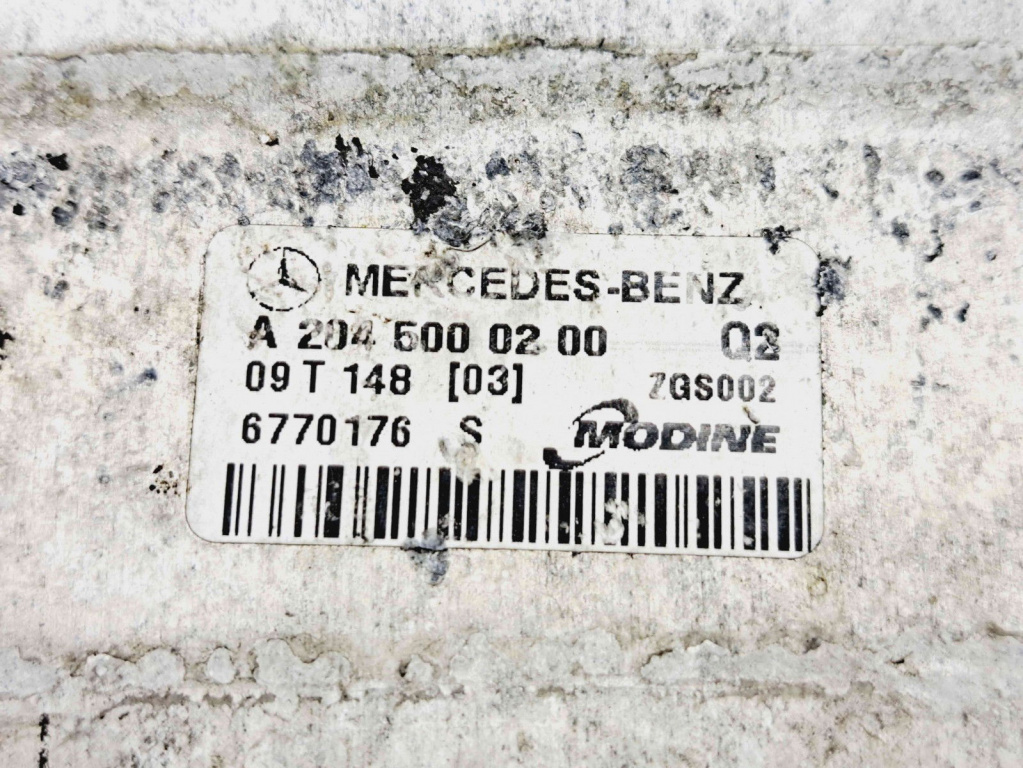 MERCEDES-BENZ
A 204 500 02 00 Q2
09 T 148 [03] ZGS002
6770176 S MODINE